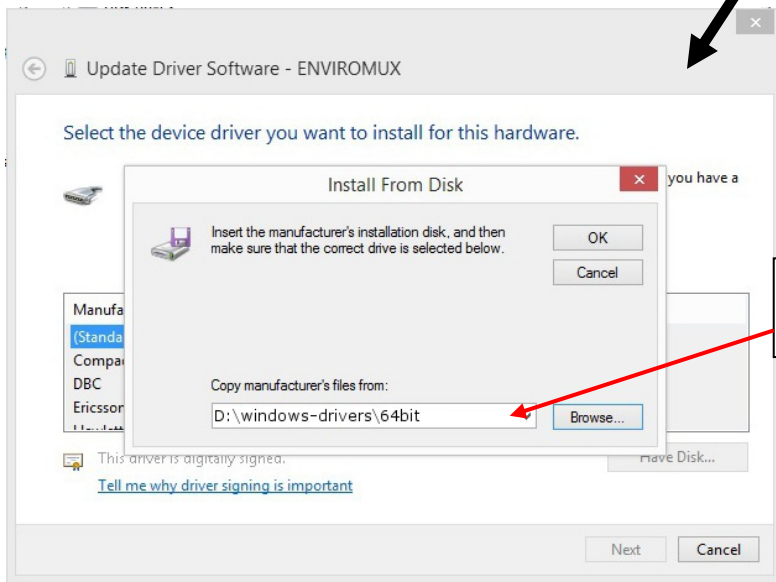 Update Driver Software - ENVIROMUX
Select the device driver you want to install for this hardware.
you have a
Install From Disk
Insert the manufacturer's installation disk, and then
make sure that the correct drive is selected below.
OK
Cancel
Manufa
(Standa
Compa
DBC
Ericsson
Copy manufacturer's files from:
D:\windows-drivers\64bit
Browse...
This driver is digitally signed.
Have Disk...
Tell me why driver signing is important
Next
Cancel